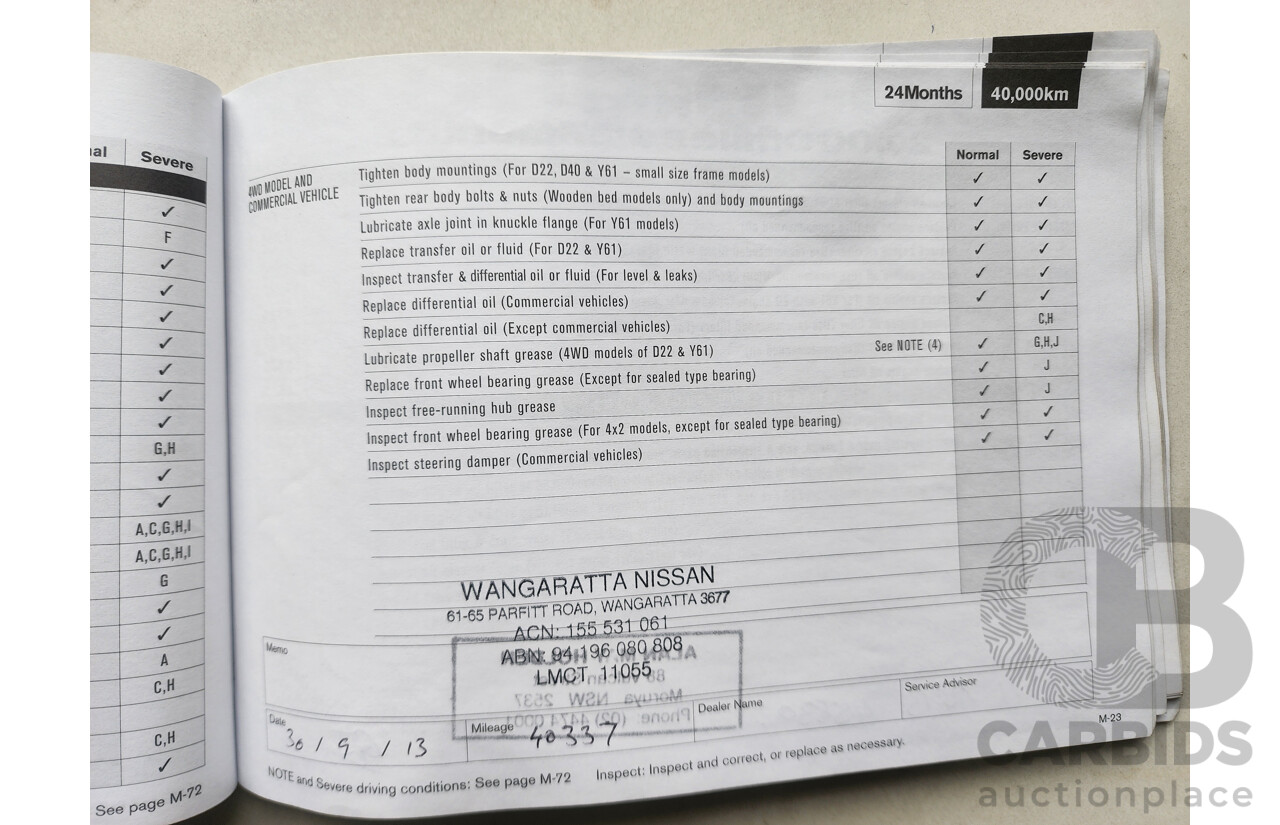 al Severe
✓
F
✓
✓
✓
✓
✓
✓
✓
G,H
✓
✓
A,C,G,H,I
A,C,G,H,I
G
✓
✓
A
C,H
C,H
✓
See page M-72
24Months 40,000km
Normal Severe
4WD MODEL AND
COMMERCIAL VEHICLE
Tighten body mountings (For D22, D40 & Y61 – small size frame models) ✓ ✓
Tighten rear body bolts & nuts (Wooden bed models only) and body mountings ✓ ✓
Lubricate axle joint in knuckle flange (For Y61 models) ✓ ✓
Replace transfer oil or fluid (For D22 & Y61) ✓ ✓
Inspect transfer & differential oil or fluid (For level & leaks) ✓ ✓
Replace differential oil (Commercial vehicles) ✓ ✓
Replace differential oil (Except commercial vehicles) C,H
Lubricate propeller shaft grease (4WD models of D22 & Y61) See NOTE (4) ✓ G,H,J
Replace front wheel bearing grease (Except for sealed type bearing) ✓ J
Inspect free-running hub grease ✓ J
Inspect front wheel bearing grease (For 4x2 models, except for sealed type bearing) ✓ ✓
Inspect steering damper (Commercial vehicles) ✓ ✓
WANGARATTA NISSAN
61-65 PARFITT ROAD, WANGARATTA 3677
ACN: 155 531 061
ABN: 94 196 080 808
LMCT 11055
Moruya NSW 2537
Phone: (02) 4474
Memo
Date
30 / 9 / 13
Mileage 40337
Dealer Name
Service Advisor
NOTE and Severe driving conditions: See page M-72 Inspect: Inspect and correct, or replace as necessary.
M-23
CB
CARBIDS
auctionplace